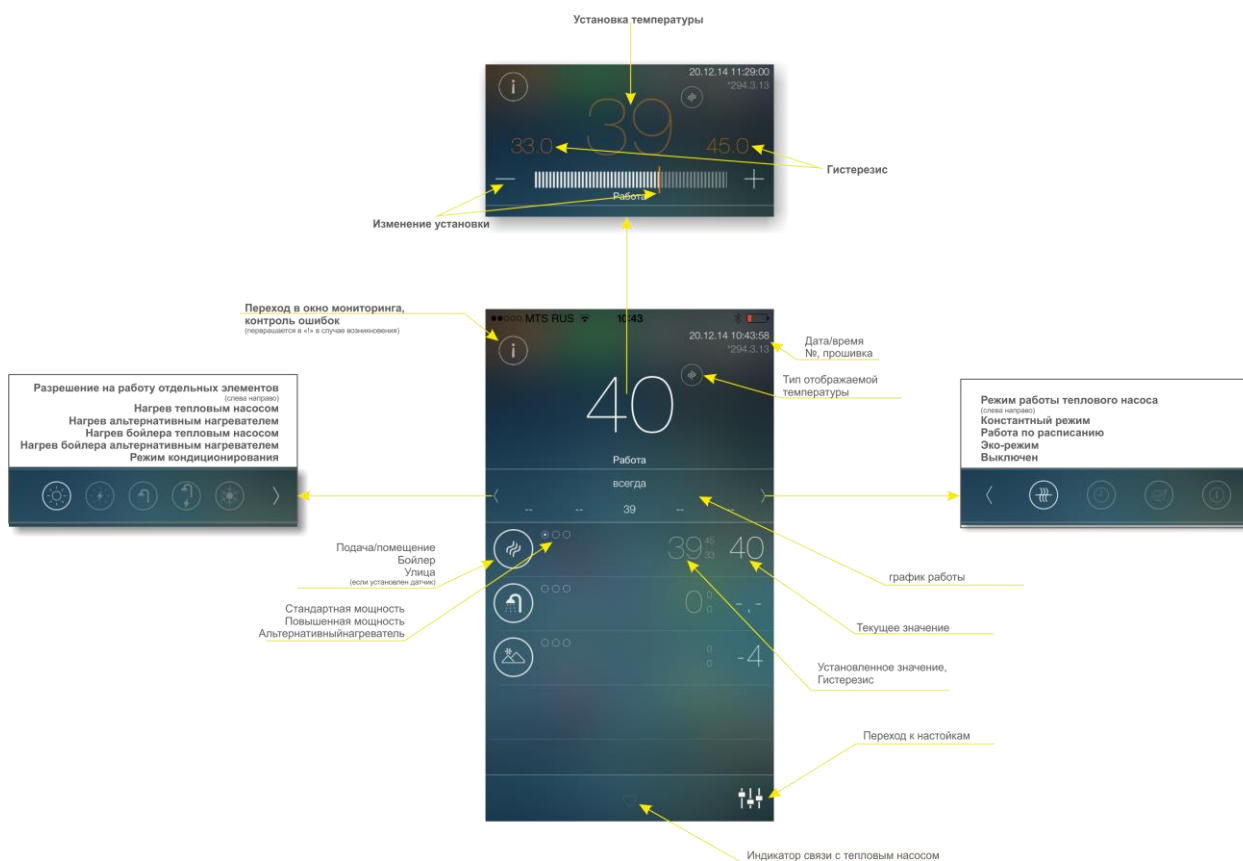 Установка температуры
20.12.14 11:29:00
*294.3.13
i
39
33.0
45.0
Гистерезис
Работа
Изменение установки
Переход в окно мониторинга,
контроль ошибок
(перарашается в «!» в случае возникновения)
MTS RUS
10:43
20.12.14 10:43:58
*294.3.13
i
Дата/время
№, прошивка
Тип отображаемой
температуры
40
Работа
всегда
-- -- 39 -- --
Разрешение на работу отдельных элементов
(слева направо)
Нагрев тепловым насосом
Нагрев альтернативным нагревателем
Нагрев бойлера тепловым насосом
Нагрев бойлера альтернативным нагревателем
Режим кондиционирования
Режим работы теплового насоса
(слева направо)
Константный режим
Работа по расписанию
Эко-режим
Выключен
Подача/помещение
Бойлер
Улица
(если установлен датчик)
Стандартная мощность
Повышенная мощность
Альтернативныйнагреватель
39 45 33 40
0 0 0 -.-
0 0 -4
график работы
Текущее значение
Установленное значение,
Гистерезис
Переход к настойкам
Индикатор связи с тепловым насосом